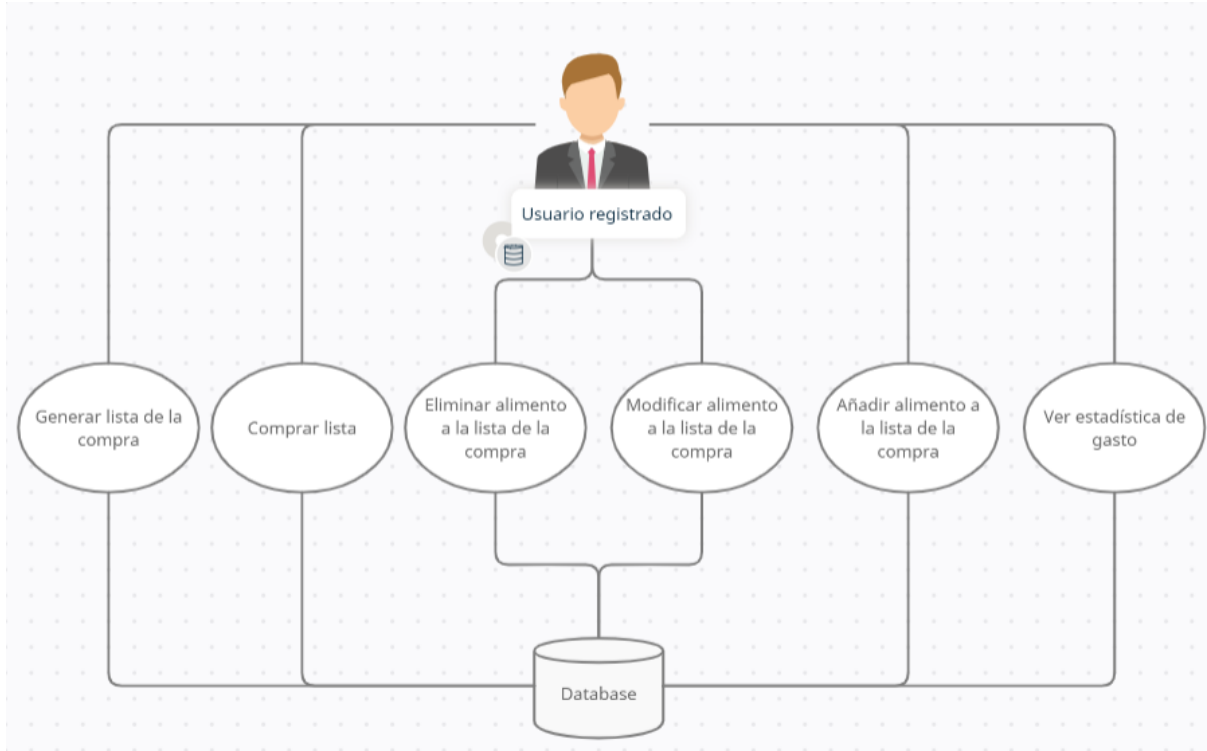 Usuario registrado
Generar lista de la
compra
Comprar lista
Eliminar alimento
a la lista de la
compra
Modificar alimento
a la lista de la
compra
Añadir alimento a
la lista de la
compra
Ver estadística de
gasto
Database